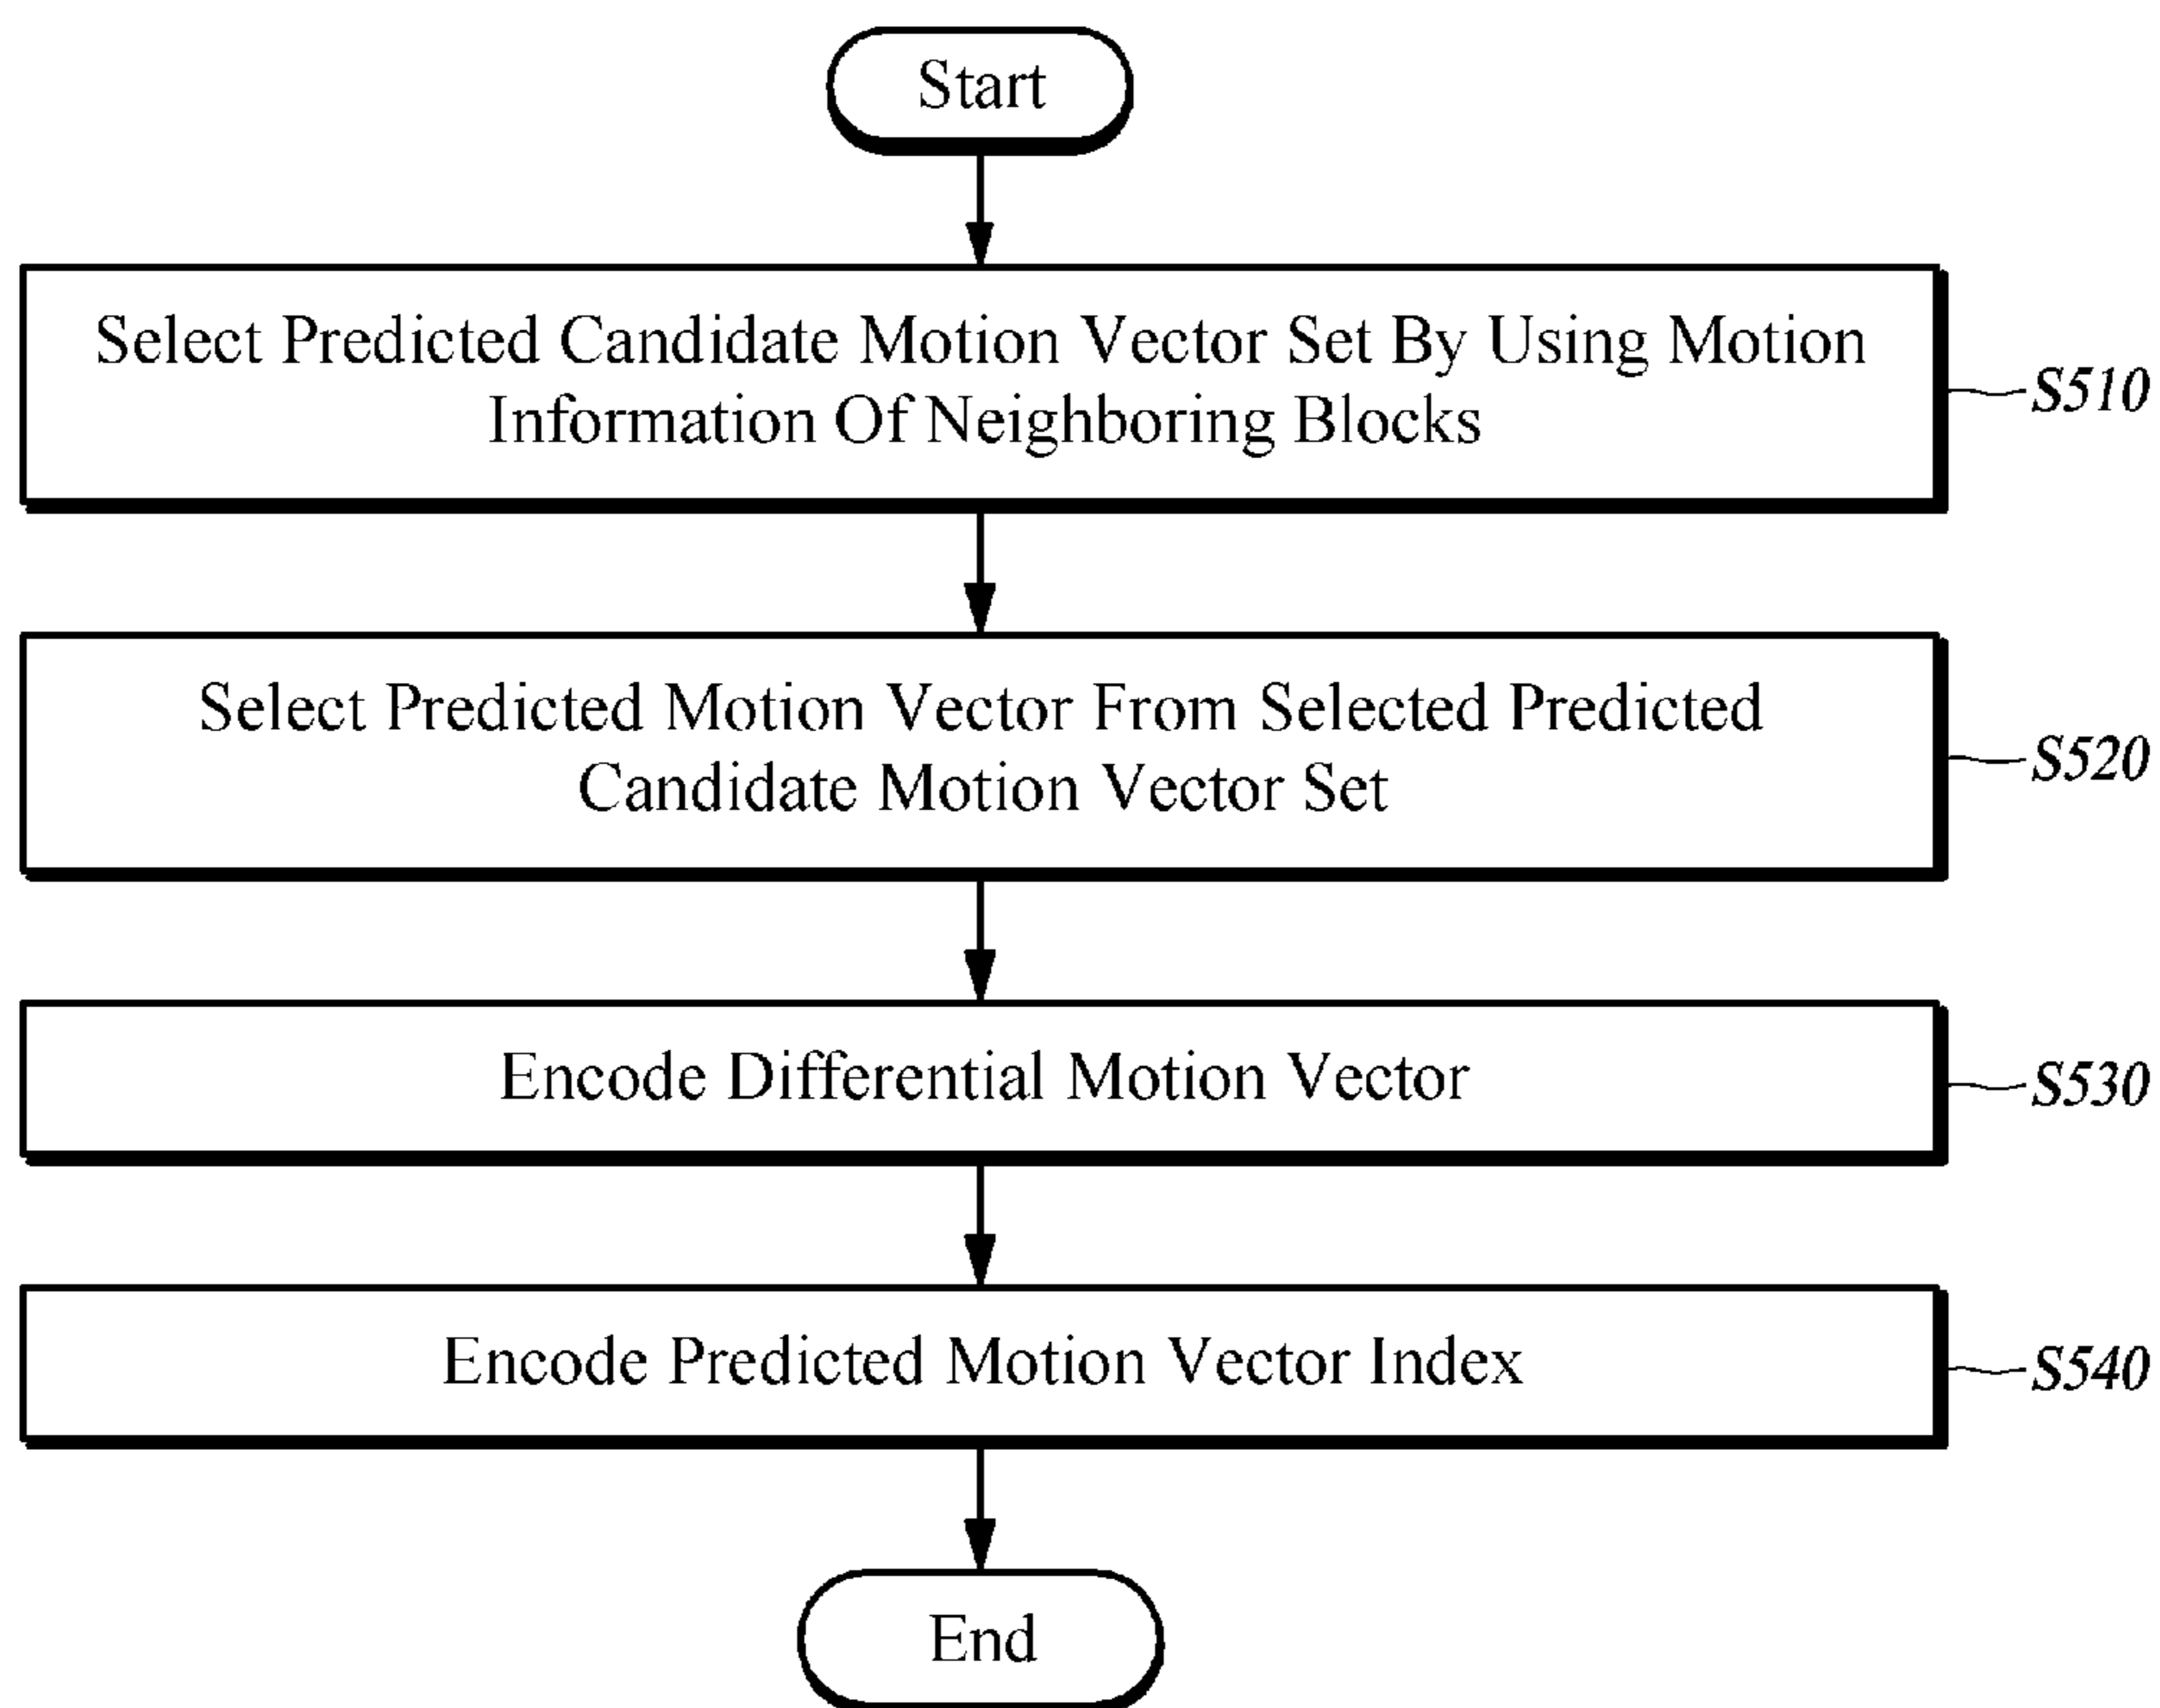 Start
Select Predicted Candidate Motion Vector Set By Using Motion
Information Of Neighboring Blocks
S510
Select Predicted Motion Vector From Selected Predicted
Candidate Motion Vector Set
S520
Encode Differential Motion Vector
S530
Encode Predicted Motion Vector Index
S540
End